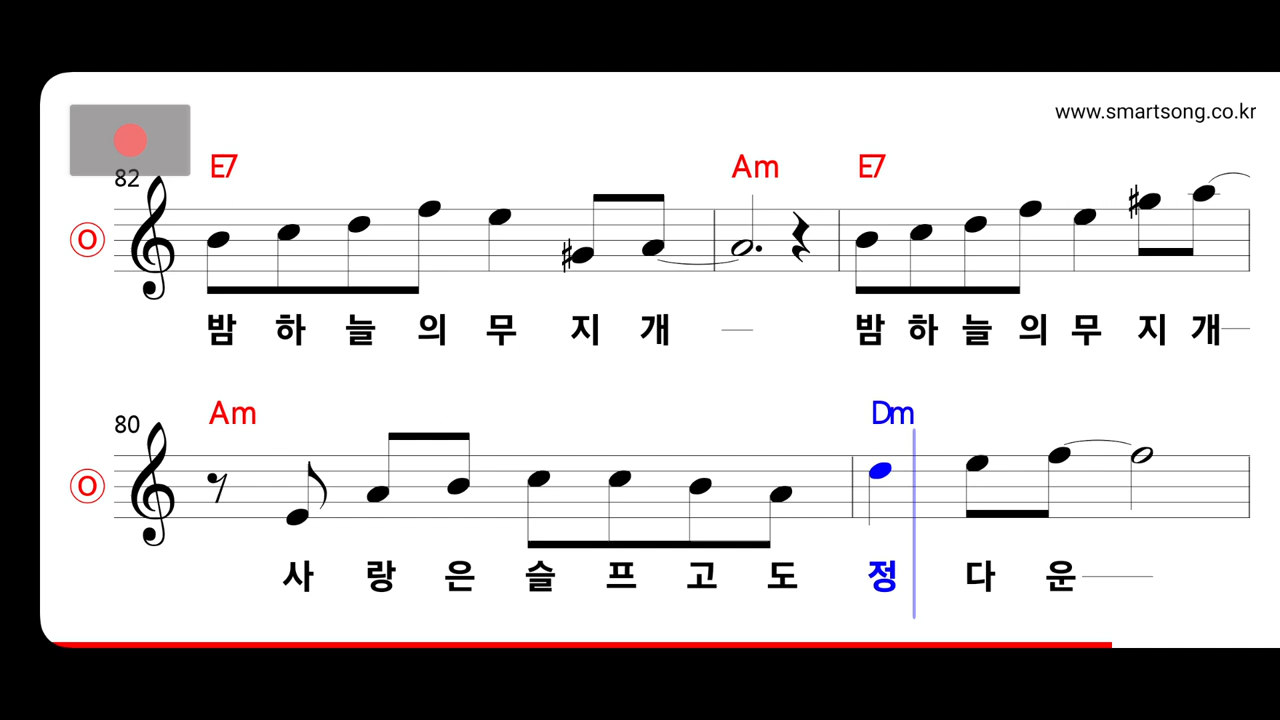 www.smartsong.co.kr
E7 Am E7
82
O
밤 하 늘 의 무 지 개 밤 하 늘 의 무 지 개
Am Dm
80
O
사 랑 은 슬 프 고 도 정 다 운